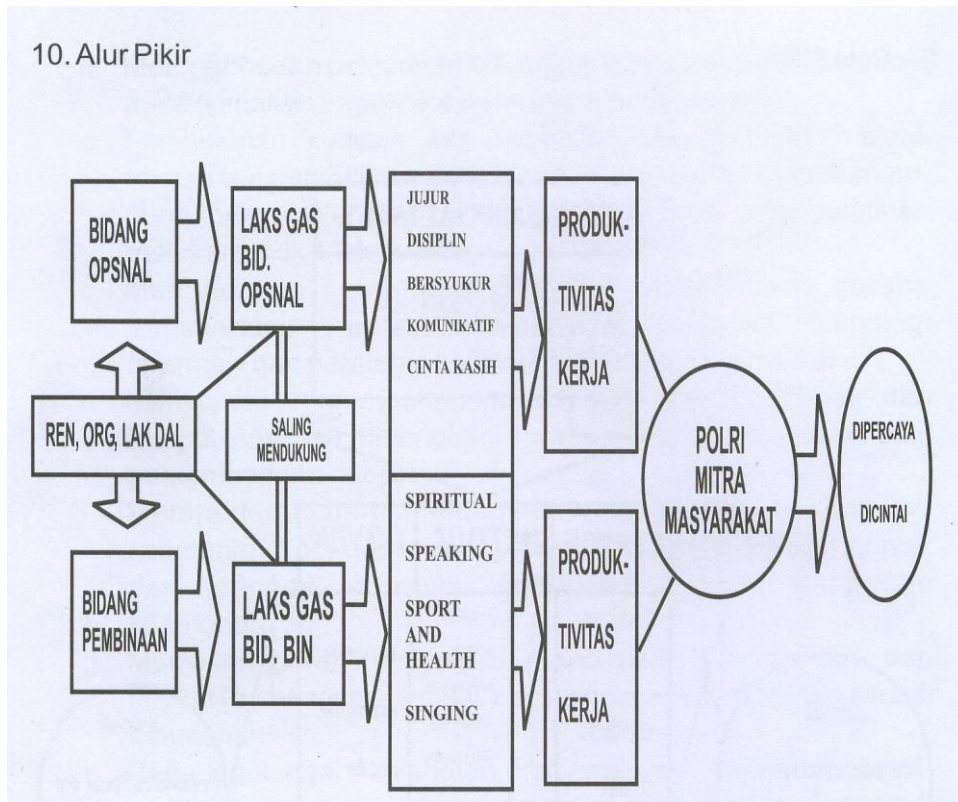 10. Alur Pikir
BIDANG
OPSNAL
LAKS GAS
BID.
OPSNAL
JUJUR
DISIPLIN
BERSYUKUR
KOMUNIKATIF
CINTA KASIH
PRODUK-
TIVITAS
KERJA
REN, ORG, LAK DAL
SALING
MENDUKUNG
POLRI
MITRA
MASYARAKAT
DIPERCAYA
DICINTAI
BIDANG
PEMBINAAN
LAKS GAS
BID. BIN
SPIRITUAL
SPEAKING
SPORT
AND
HEALTH
SINGING
PRODUK-
TIVITAS
KERJA